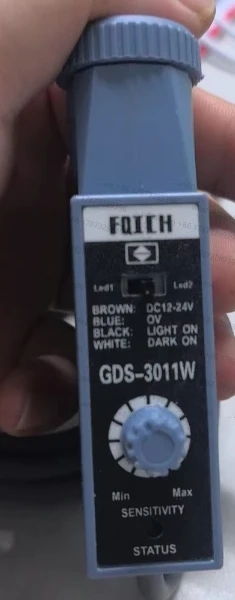 FQICH
Led1 Led2
BROWN: DC12-24V
BLUE: 0V
BLACK: LIGHT ON
WHITE: DARK ON
GDS-3011W
Min Max
SENSITIVITY
STATUS